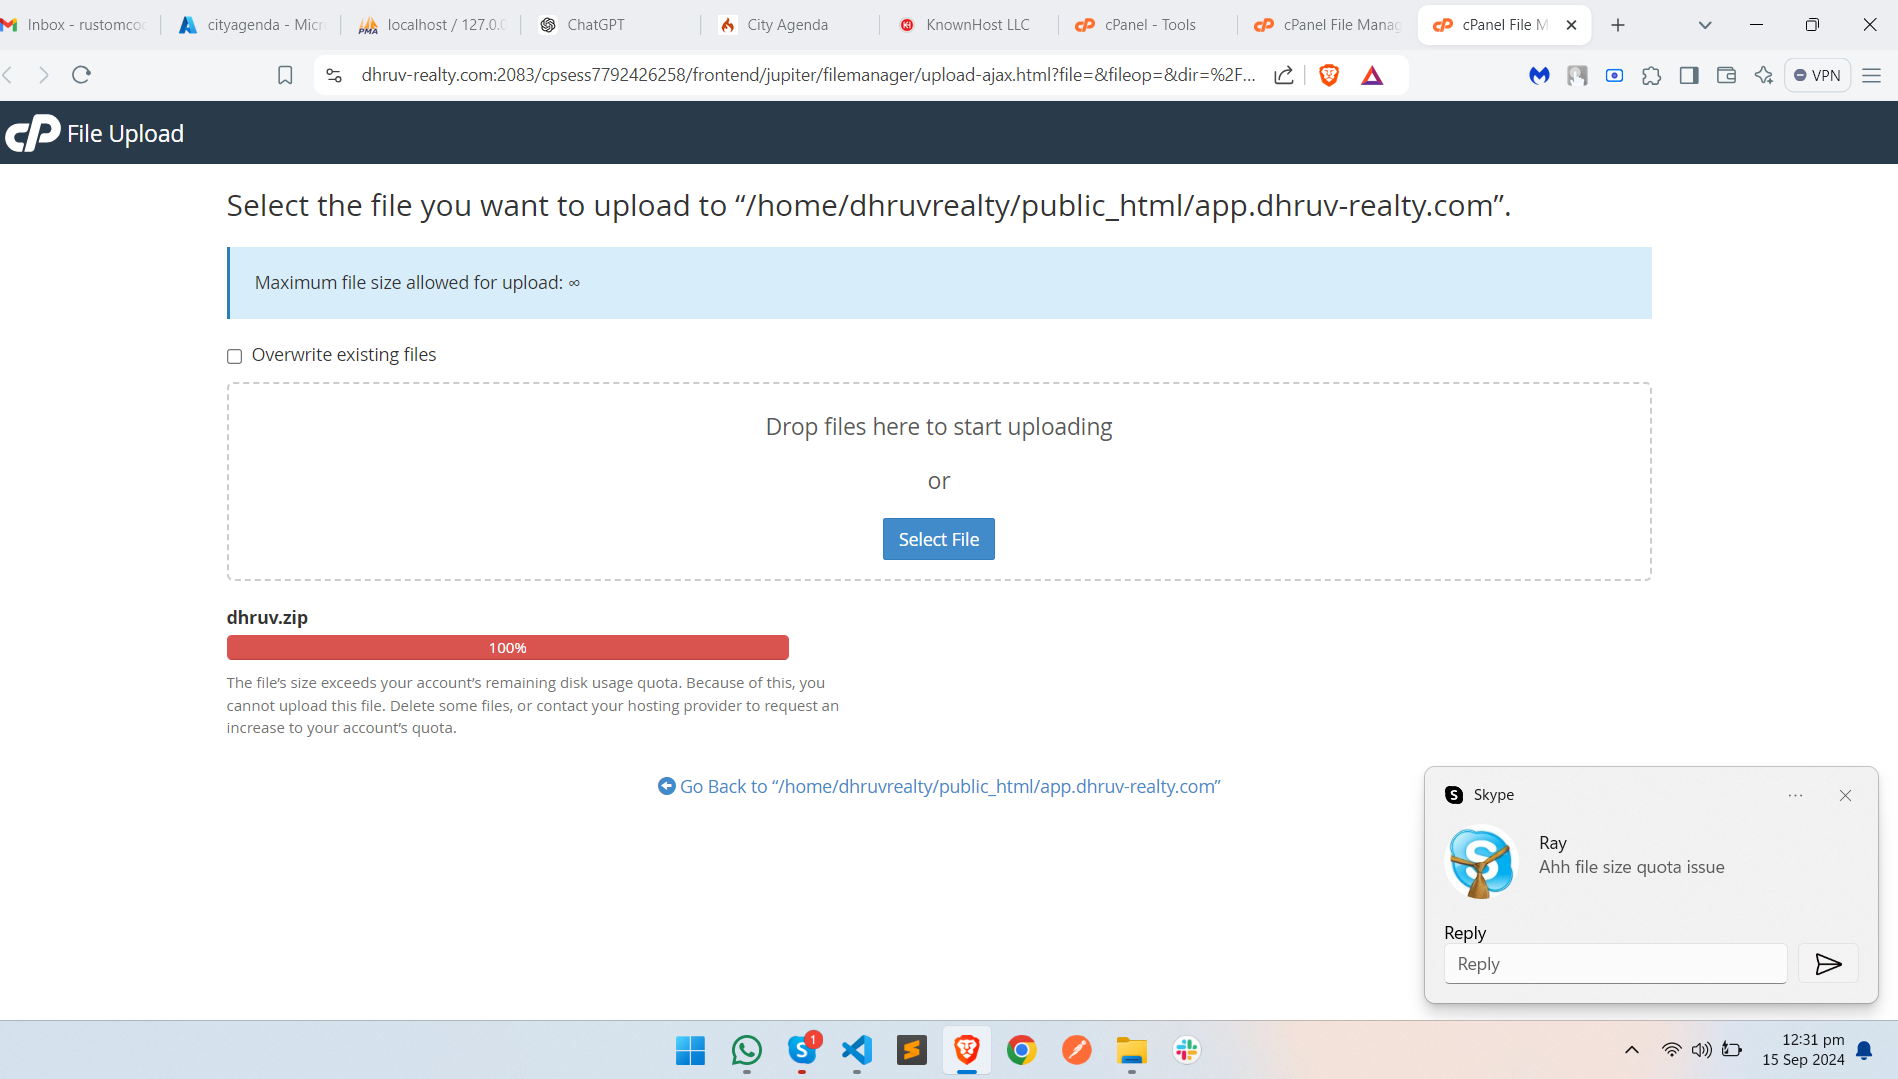 Inbox - rustomcod
cityagenda - Micr
localhost / 127.0.0
ChatGPT
City Agenda
KnownHost LLC
cPanel - Tools
cPanel File Manag
cPanel File M
dhruv-realty.com:2083/cpsess7792426258/frontend/jupiter/filemanager/upload-ajax.html?file=&fileop=&dir=%2F...
VPN
cP File Upload
Select the file you want to upload to “/home/dhruvrealty/public_html/app.dhruv-realty.com”.
Maximum file size allowed for upload: ∞
Overwrite existing files
Drop files here to start uploading
or
Select File
dhruv.zip
100%
The file’s size exceeds your account’s remaining disk usage quota. Because of this, you
cannot upload this file. Delete some files, or contact your hosting provider to request an
increase to your account’s quota.
Go Back to “/home/dhruvrealty/public_html/app.dhruv-realty.com”
Skype
Ray
Ahh file size quota issue
Reply
Reply
1
12:31 pm
15 Sep 2024